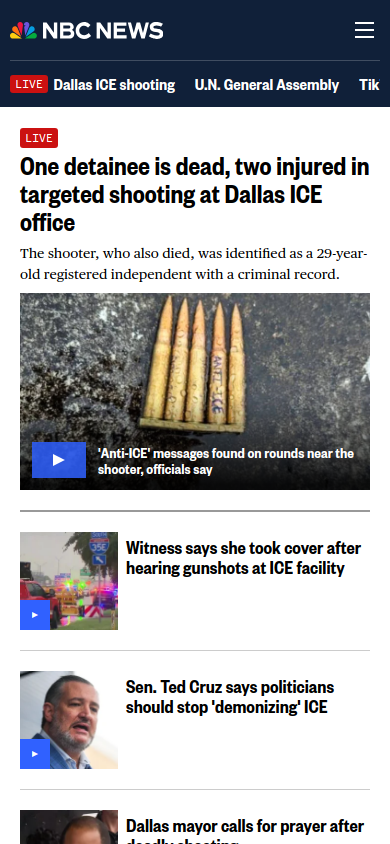 NBC NEWS
LIVE Dallas ICE shooting U.N. General Assembly Tik
LIVE
One detainee is dead, two injured in
targeted shooting at Dallas ICE
office
The shooter, who also died, was identified as a 29-year-
old registered independent with a criminal record.
ANTI-ICE
'Anti-ICE' messages found on rounds near the
shooter, officials say
Witness says she took cover after
hearing gunshots at ICE facility
Sen. Ted Cruz says politicians
should stop 'demonizing' ICE
Dallas mayor calls for prayer after
deadly shooting